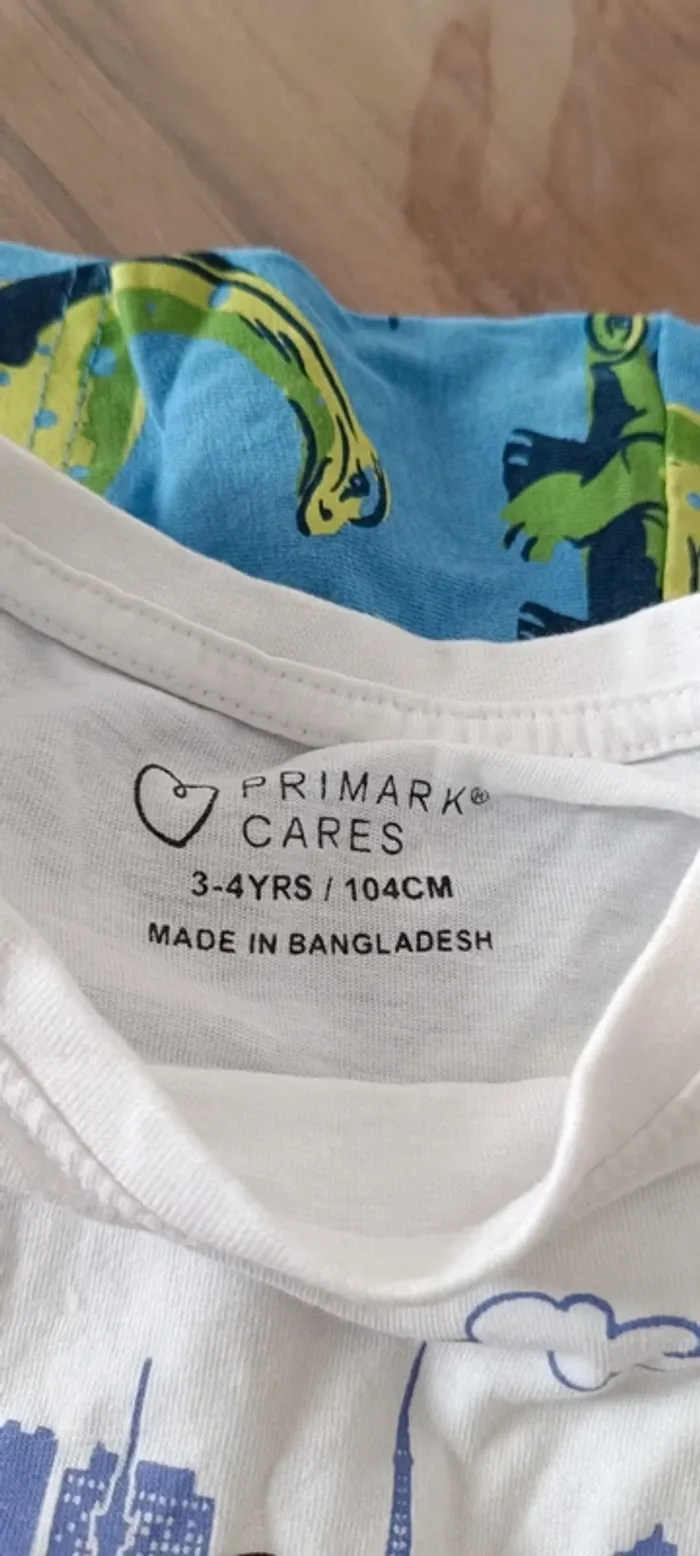 PRIMARK®
CARES
3-4YRS / 104CM
MADE IN BANGLADESH